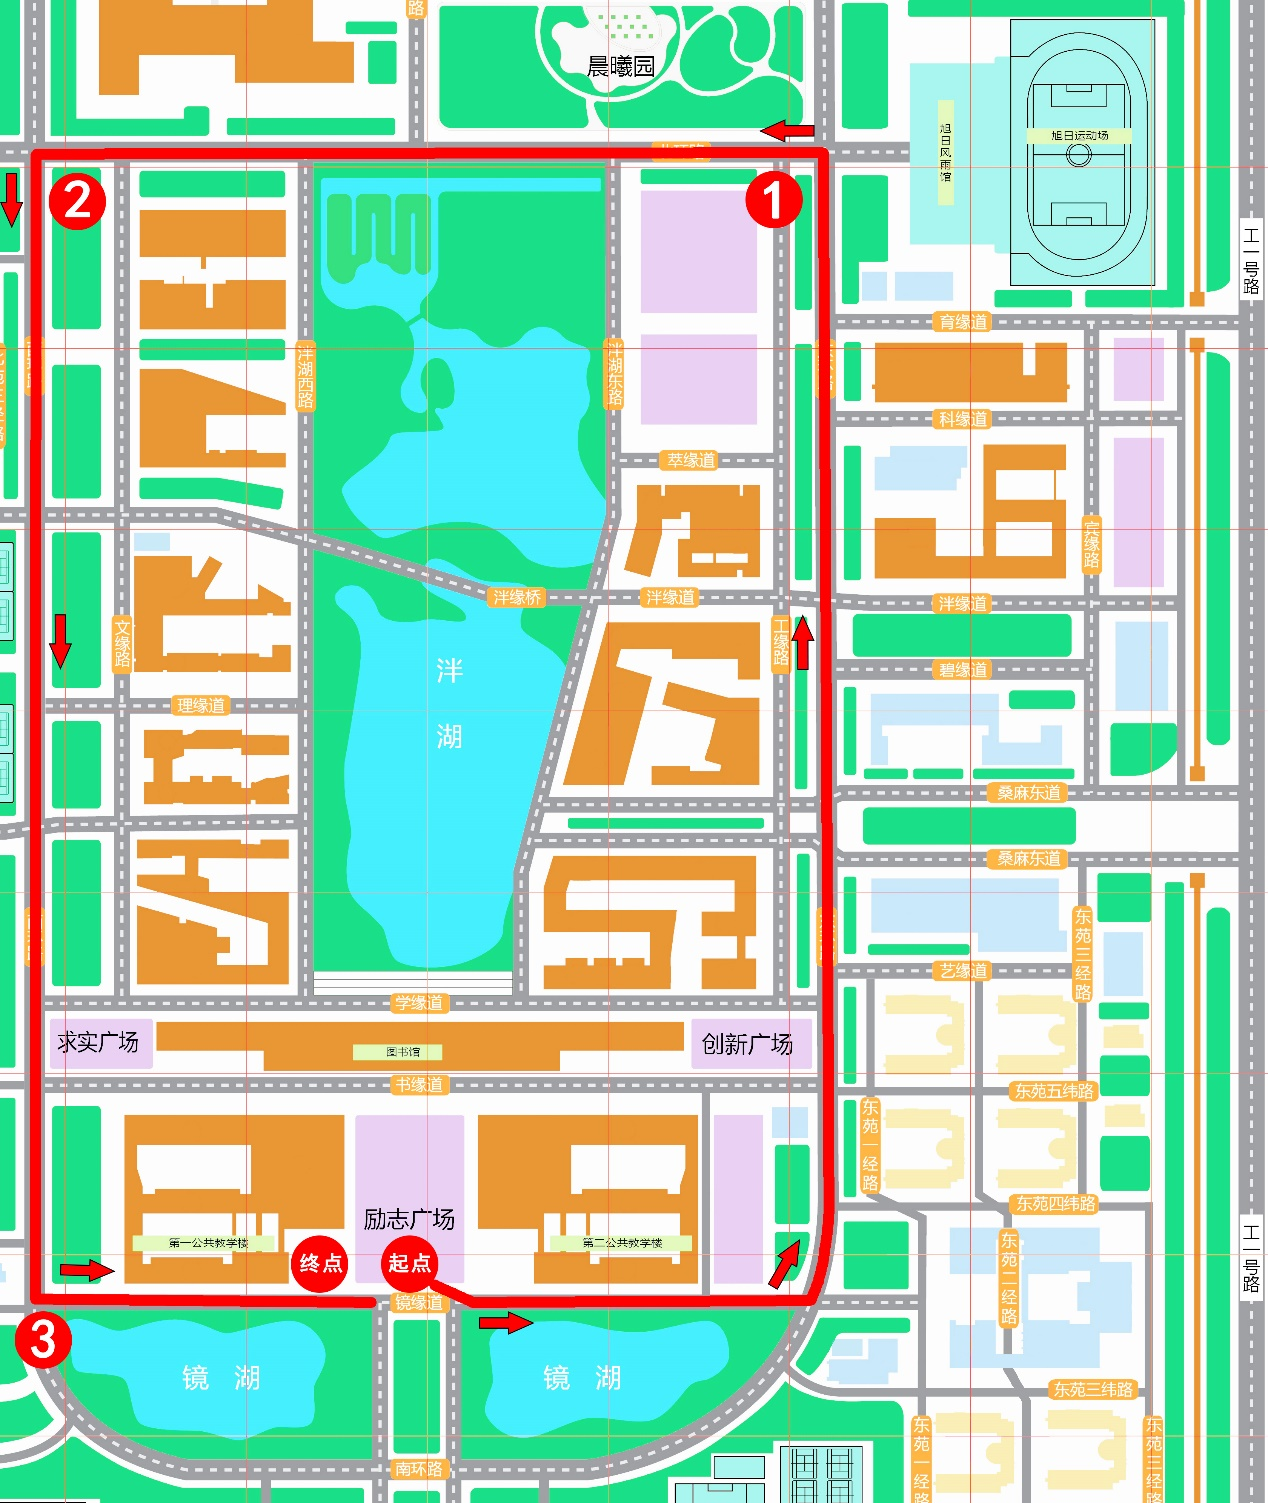 路
晨曦园
旭日风雨馆
旭日运动场
1
2
工一号路
育缘道
泮湖西路
泮湖东路
科缘道
萃缘道
宾缘路
泮缘桥
泮缘道
泮缘道
文缘路
工缘路
泮湖
碧缘道
理缘道
桑麻东道
桑麻东道
东苑三经路
艺缘道
学缘道
求实广场
图书馆
创新广场
书缘道
东苑五纬路
东苑一经路
东苑四纬路
励志广场
第一公共教学楼
第二公共教学楼
终点
起点
东苑二经路
工一号路
镜缘道
3
镜湖
镜湖
东苑三纬路
东苑一经路
东苑三经路
南环路